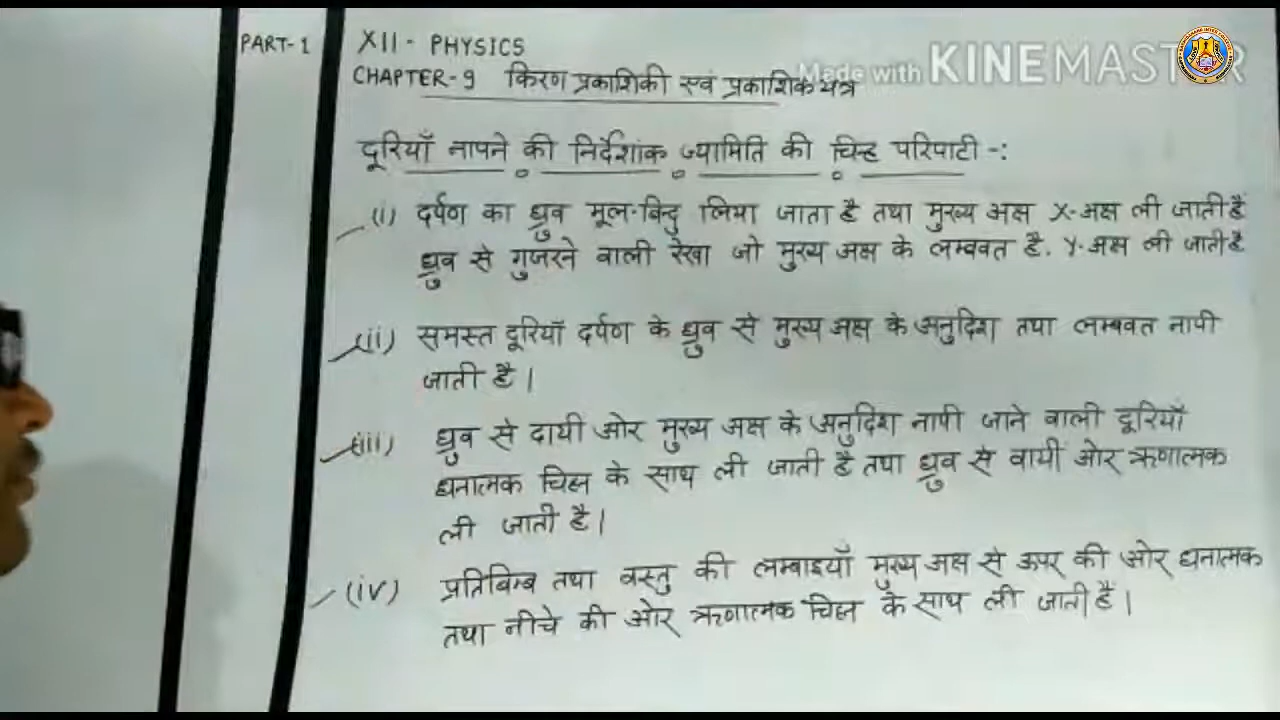 PART-1
XII - PHYSICS
Made with KINEMASTER
CHAPTER-9 किरण प्रकाशिकी एवं प्रकाशिक यंत्र
दूरियाँ नापने की निर्देशांक ज्यामिति की चिन्ह परिपाटी -:
(i) दर्पण का ध्रुव मूल-बिन्दु लिया जाता है तथा मुख्य अक्ष X-अक्ष ली जाती है
ध्रुव से गुजरने वाली रेखा जो मुख्य अक्ष के लम्बवत है. Y-अक्ष ली जाती है
(ii) समस्त दूरियाँ दर्पण के ध्रुव से मुख्य अक्ष के अनुदिश तथा लम्बवत नापी
जाती है।
(iii) ध्रुव से दायी ओर मुख्य अक्ष के अनुदिश नापी जाने वाली दूरियाँ
धनात्मक चिह्न के साथ ली जाती है तथा ध्रुव से बायी ओर ऋणात्मक
ली जाती है।
(iv) प्रतिबिम्ब तथा वस्तु की लम्बाइयाँ मुख्य अक्ष से ऊपर की ओर धनात्मक
तथा नीचे की ओर ऋणात्मक चिह्न के साथ ली जाती है।